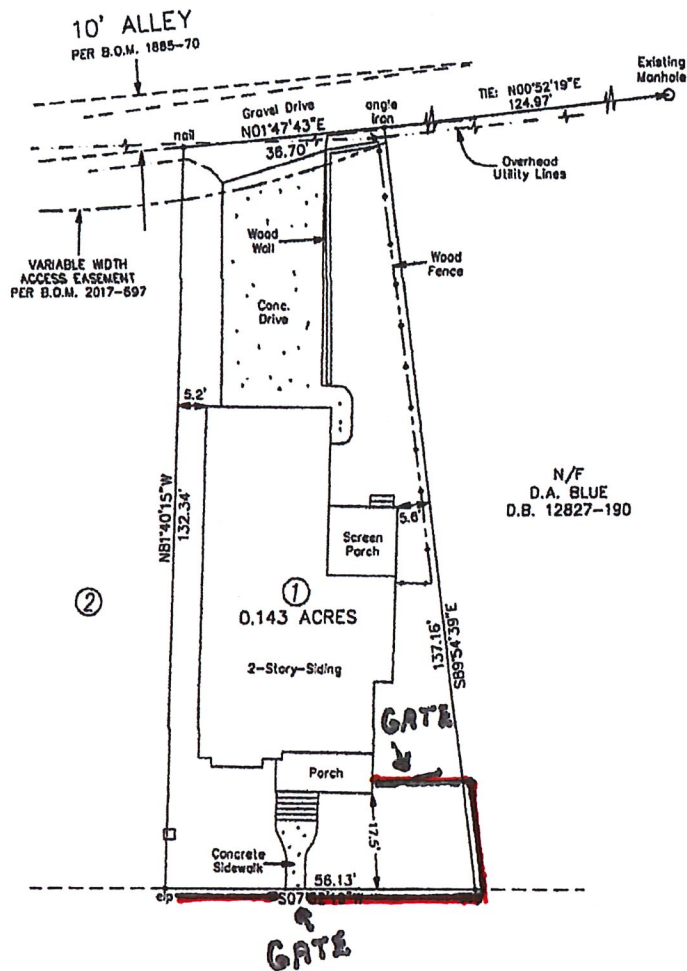 10' ALLEY
PER B.O.M. 1885-70
Existing
Manhole
TIE: N00°52'19"E
124.97'
Gravel Drive
N01°47'43"E
36.70'
nail
angle
iron
Overhead
Utility Lines
VARIABLE WIDTH
ACCESS EASEMENT
PER B.O.M. 2017-697
Wood
Wall
Wood
Fence
Conc.
Drive
5.2'
N81°40'15"W
132.34'
N/F
D.A. BLUE
D.B. 12827-190
5.6'
Screen
Porch
2
1
0.143 ACRES
2-Story-Siding
137.16'
S89°54'39"E
GATE
Porch
17.5'
Concrete
Sidewalk
56.13'
eip
GATE